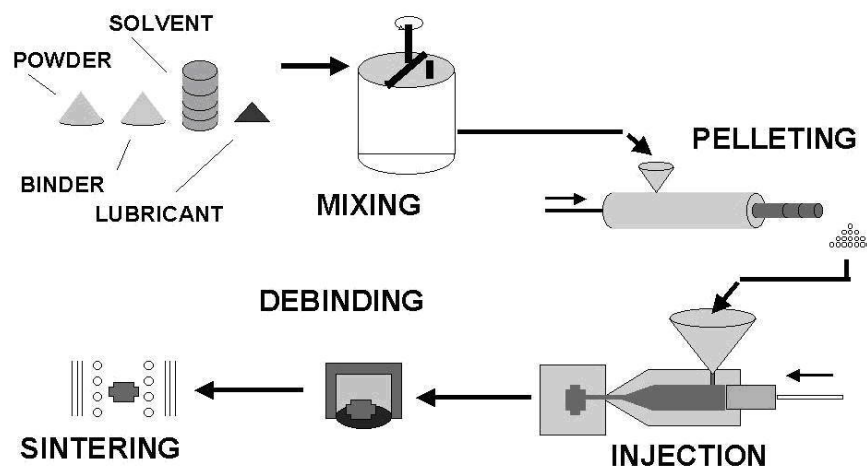 SOLVENT
POWDER
BINDER
LUBRICANT
MIXING
PELLETING
DEBINDING
SINTERING
INJECTION